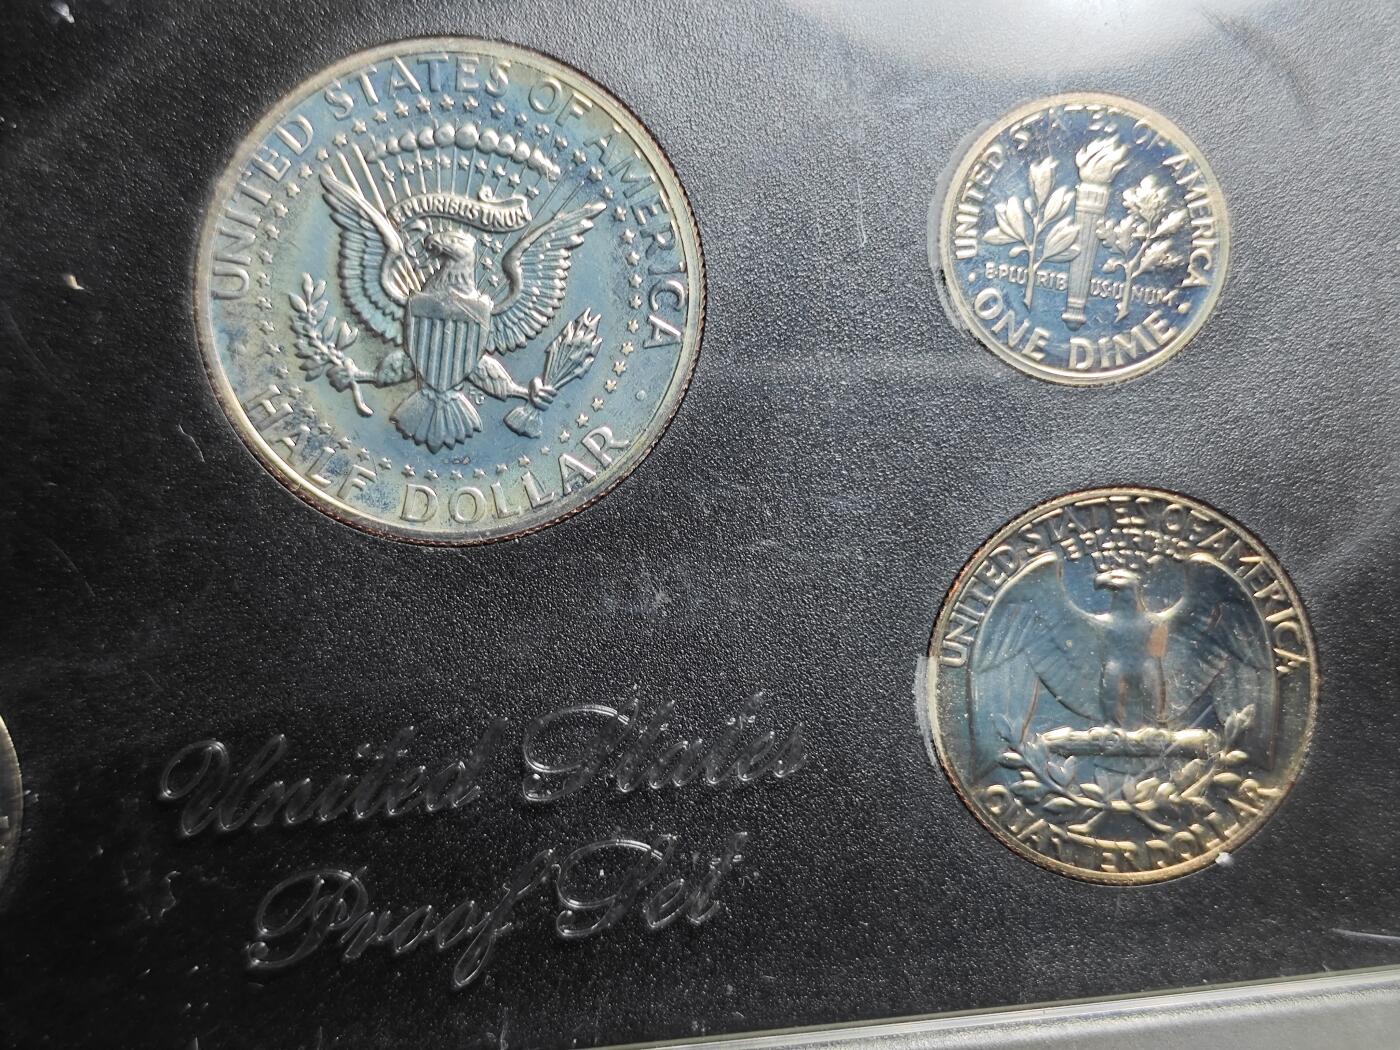 UNITED STATES OF AMERICA
E PLURIBUS UNUM
HALF DOLLAR
UNITED STATES OF AMERICA
E PLURIBUS UNUM
ONE DIME
UNITED STATES OF AMERICA
E PLURIBUS
QUARTER DOLLAR
United States
Proof Set